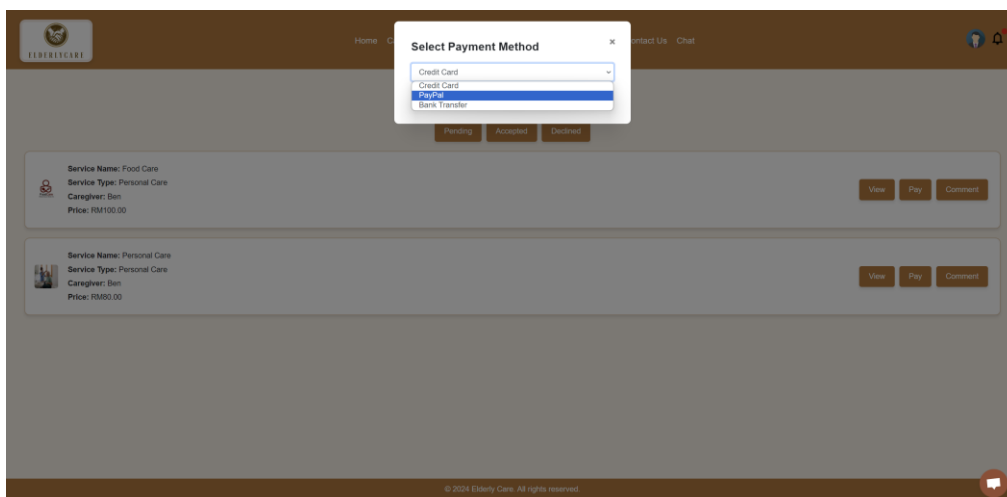 ELDERLYCARE
Home
Select Payment Method ×
ontact Us Chat
Credit Card
Credit Card
PayPal
Bank Transfer
Pending Accepted Declined
Service Name: Food Care
Service Type: Personal Care
Caregiver: Ben
Price: RM100.00
View Pay Comment
Service Name: Personal Care
Service Type: Personal Care
Caregiver: Ben
Price: RM80.00
View Pay Comment
© 2024 Elderly Care. All rights reserved.